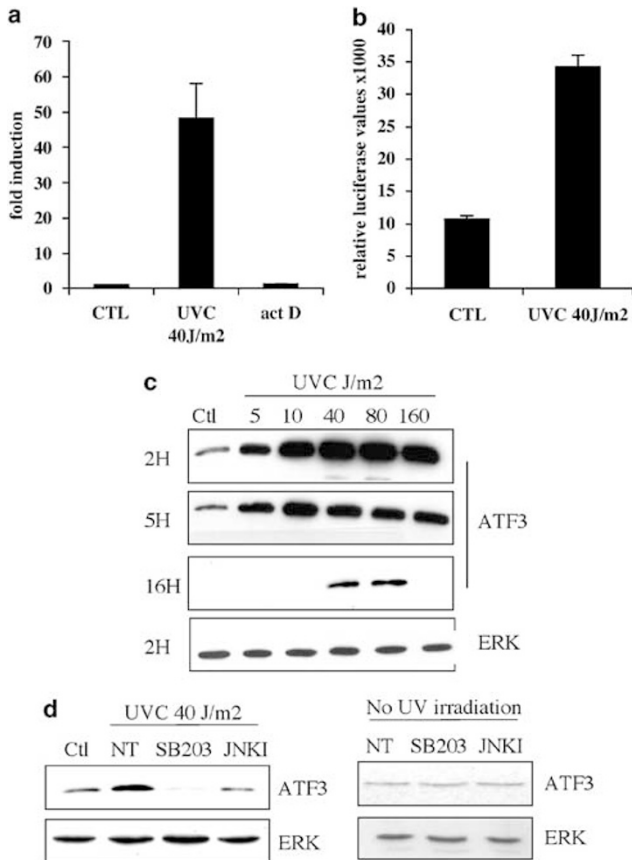 a
70
60
50
40
30
20
10
0
fold induction
CTL
UVC
40J/m2
act D
b
40
35
30
25
20
15
10
5
0
relative luciferase values x1000
CTL
UVC 40J/m2
c
UVC J/m2
Ctl 5 10 40 80 160
2H
5H
16H
2H
ATF3
ERK
d
UVC 40 J/m2
Ctl NT SB203 JNKI
ATF3
ERK
No UV irradiation
NT SB203 JNKI
ATF3
ERK